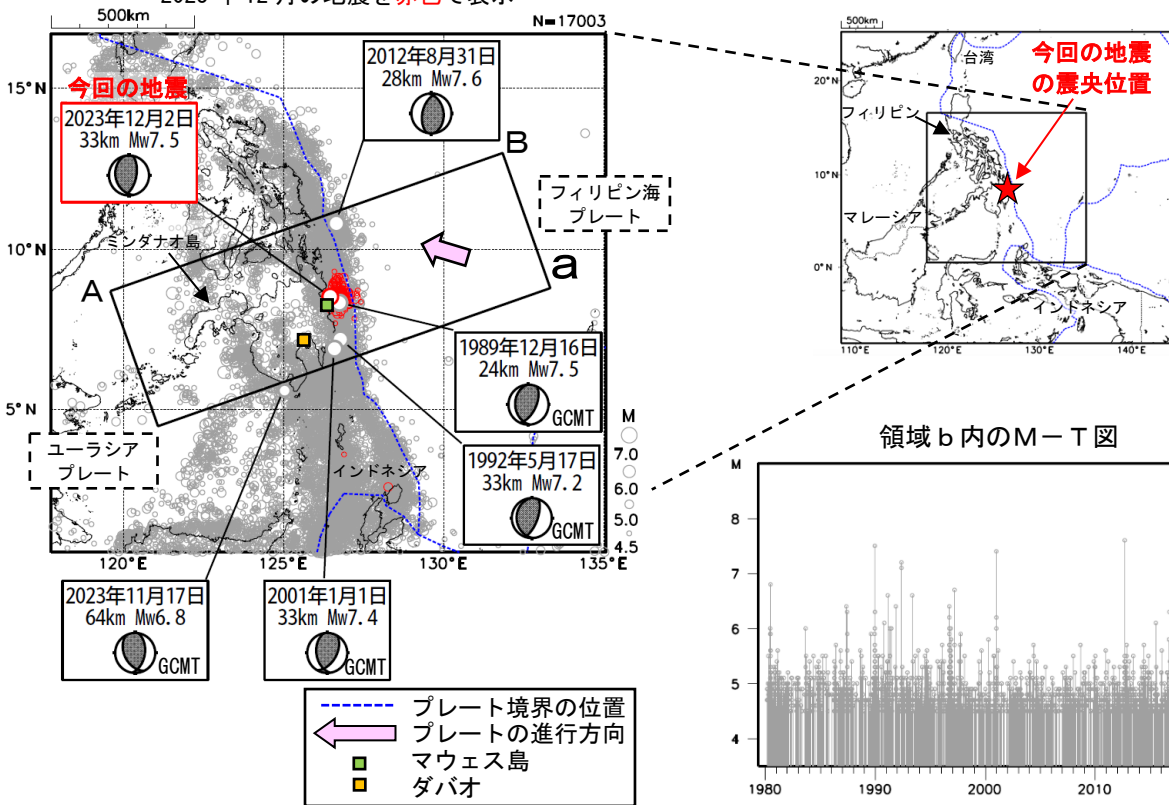 2023年12月の地震を赤色で表示
500km
N=17003
15°N
10°N
5°N
120°E
125°E
130°E
135°E
今回の地震
2023年12月2日
33km Mw7.5
2012年8月31日
28km Mw7.6
B
フィリピン海
プレート
ミンダナオ島
A
a
1989年12月16日
24km Mw7.5
GCMT
1992年5月17日
33km Mw7.2
GCMT
ユーラシア
プレート
インドネシア
M
7.0
6.0
5.0
4.5
2023年11月17日
64km Mw6.8
GCMT
2001年1月1日
33km Mw7.4
GCMT
プレート境界の位置
プレートの進行方向
マウェス島
ダバオ
500km
今回の地震
の震央位置
台湾
フィリピン
マレーシア
インドネシア
20°N
10°N
0°N
110°E
120°E
130°E
140°E
領域b内のM-T図
M
8
7
6
5
4
1980
1990
2000
2010